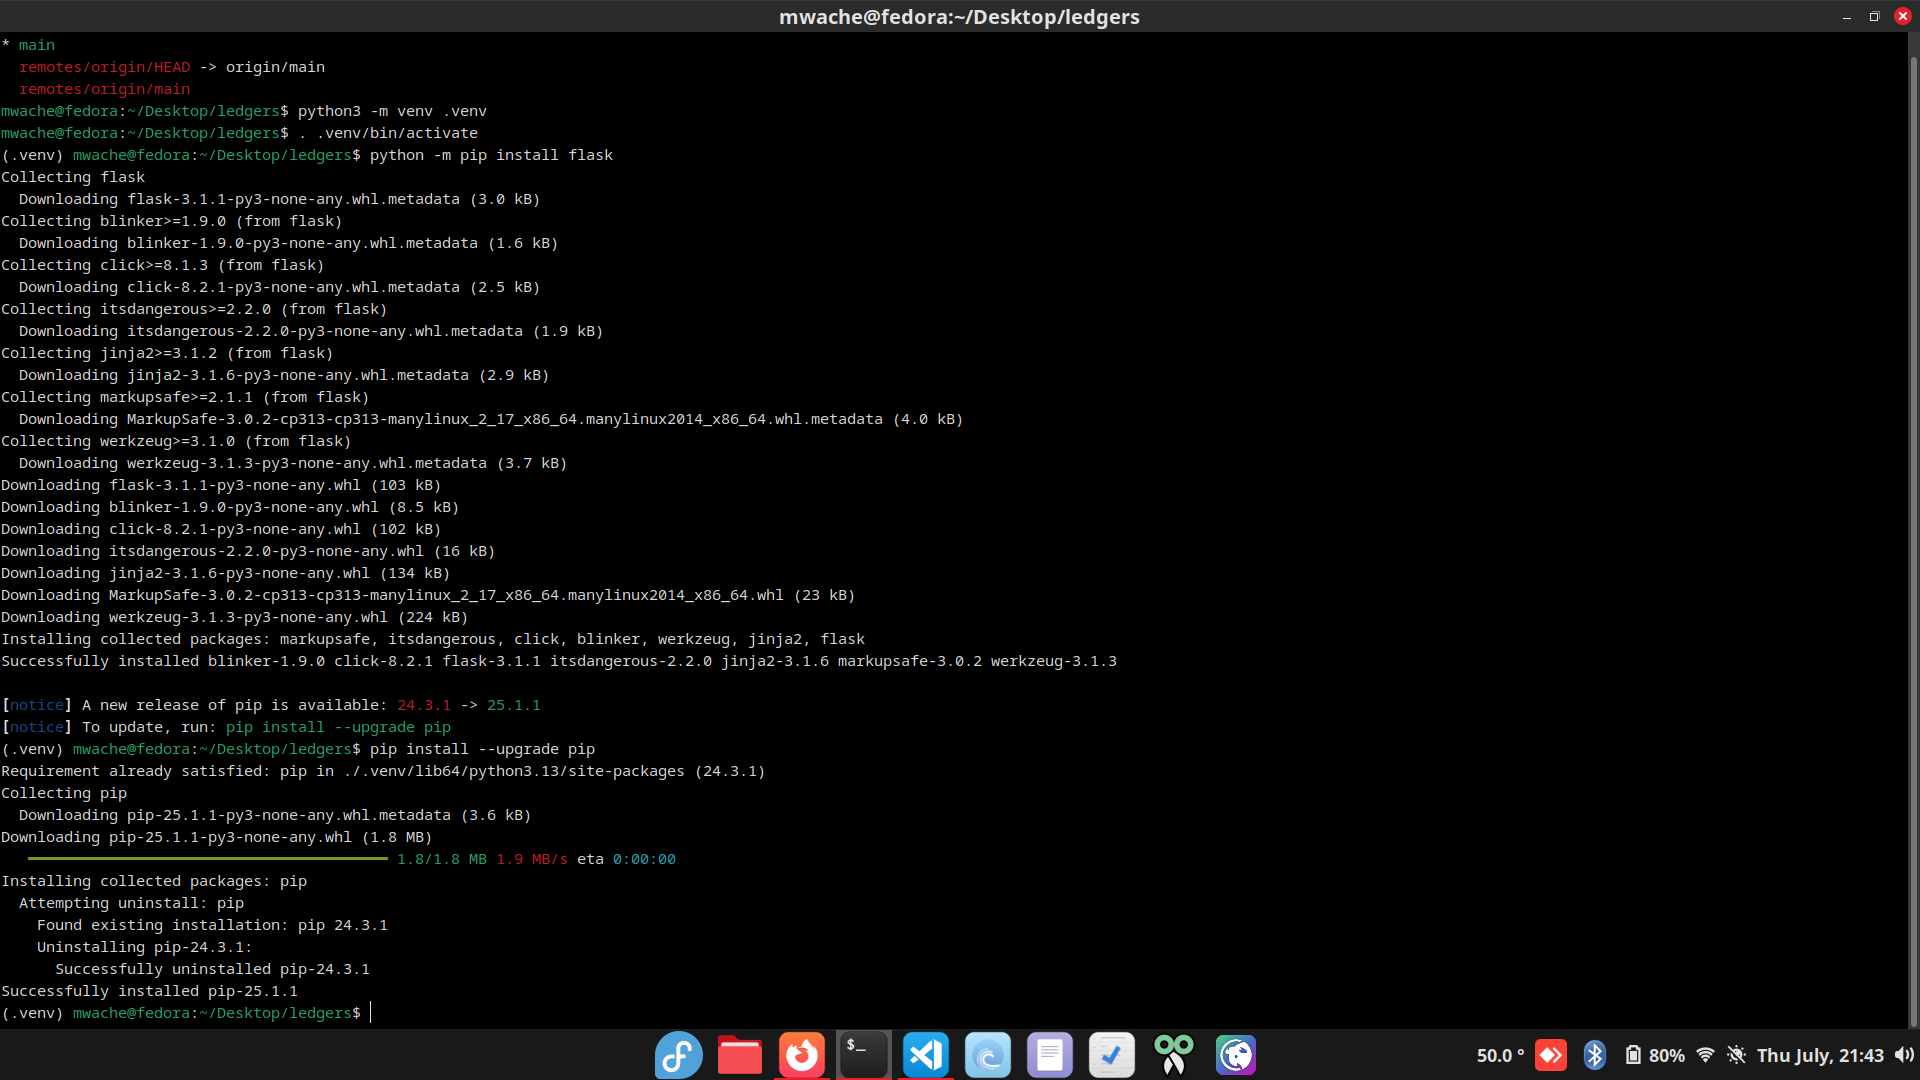 mwache@fedora:~/Desktop/ledgers
* main
  remotes/origin/HEAD -> origin/main
  remotes/origin/main
mwache@fedora:~/Desktop/ledgers$ python3 -m venv .venv
mwache@fedora:~/Desktop/ledgers$ . .venv/bin/activate
(.venv) mwache@fedora:~/Desktop/ledgers$ python -m pip install flask
Collecting flask
  Downloading flask-3.1.1-py3-none-any.whl.metadata (3.0 kB)
Collecting blinker>=1.9.0 (from flask)
  Downloading blinker-1.9.0-py3-none-any.whl.metadata (1.6 kB)
Collecting click>=8.1.3 (from flask)
  Downloading click-8.2.1-py3-none-any.whl.metadata (2.5 kB)
Collecting itsdangerous>=2.2.0 (from flask)
  Downloading itsdangerous-2.2.0-py3-none-any.whl.metadata (1.9 kB)
Collecting jinja2>=3.1.2 (from flask)
  Downloading jinja2-3.1.6-py3-none-any.whl.metadata (2.9 kB)
Collecting markupsafe>=2.1.1 (from flask)
  Downloading MarkupSafe-3.0.2-cp313-cp313-manylinux_2_17_x86_64.manylinux2014_x86_64.whl.metadata (4.0 kB)
Collecting werkzeug>=3.1.0 (from flask)
  Downloading werkzeug-3.1.3-py3-none-any.whl.metadata (3.7 kB)
Downloading flask-3.1.1-py3-none-any.whl (103 kB)
Downloading blinker-1.9.0-py3-none-any.whl (8.5 kB)
Downloading click-8.2.1-py3-none-any.whl (102 kB)
Downloading itsdangerous-2.2.0-py3-none-any.whl (16 kB)
Downloading jinja2-3.1.6-py3-none-any.whl (134 kB)
Downloading MarkupSafe-3.0.2-cp313-cp313-manylinux_2_17_x86_64.manylinux2014_x86_64.whl (23 kB)
Downloading werkzeug-3.1.3-py3-none-any.whl (224 kB)
Installing collected packages: markupsafe, itsdangerous, click, blinker, werkzeug, jinja2, flask
Successfully installed blinker-1.9.0 click-8.2.1 flask-3.1.1 itsdangerous-2.2.0 jinja2-3.1.6 markupsafe-3.0.2 werkzeug-3.1.3
[notice] A new release of pip is available: 24.3.1 -> 25.1.1
[notice] To update, run: pip install --upgrade pip
(.venv) mwache@fedora:~/Desktop/ledgers$ pip install --upgrade pip
Requirement already satisfied: pip in ./.venv/lib64/python3.13/site-packages (24.3.1)
Collecting pip
  Downloading pip-25.1.1-py3-none-any.whl.metadata (3.6 kB)
Downloading pip-25.1.1-py3-none-any.whl (1.8 MB)
1.8/1.8 MB 1.9 MB/s eta 0:00:00
Installing collected packages: pip
  Attempting uninstall: pip
    Found existing installation: pip 24.3.1
    Uninstalling pip-24.3.1:
      Successfully uninstalled pip-24.3.1
Successfully installed pip-25.1.1
(.venv) mwache@fedora:~/Desktop/ledgers$
$_
50.0 °
80%
Thu July, 21:43